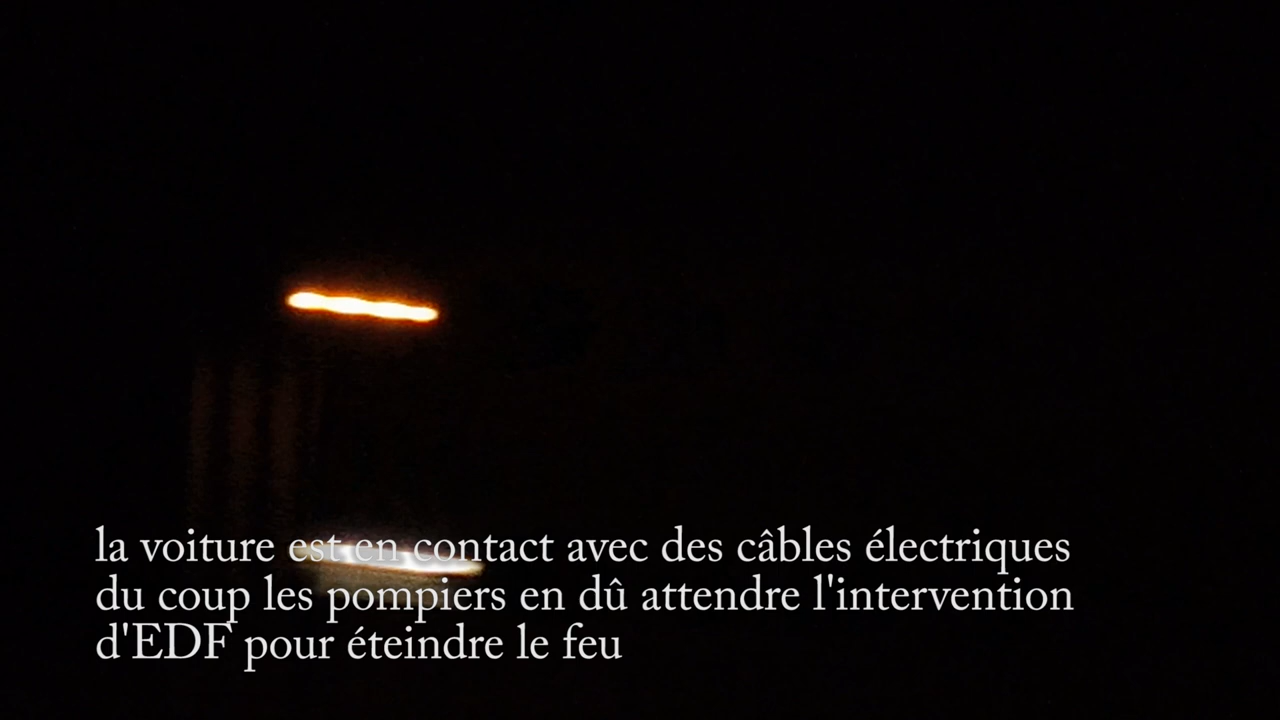 la voiture est en contact avec des câbles électriques
du coup les pompiers en dû attendre l'intervention
d'EDF pour éteindre le feu